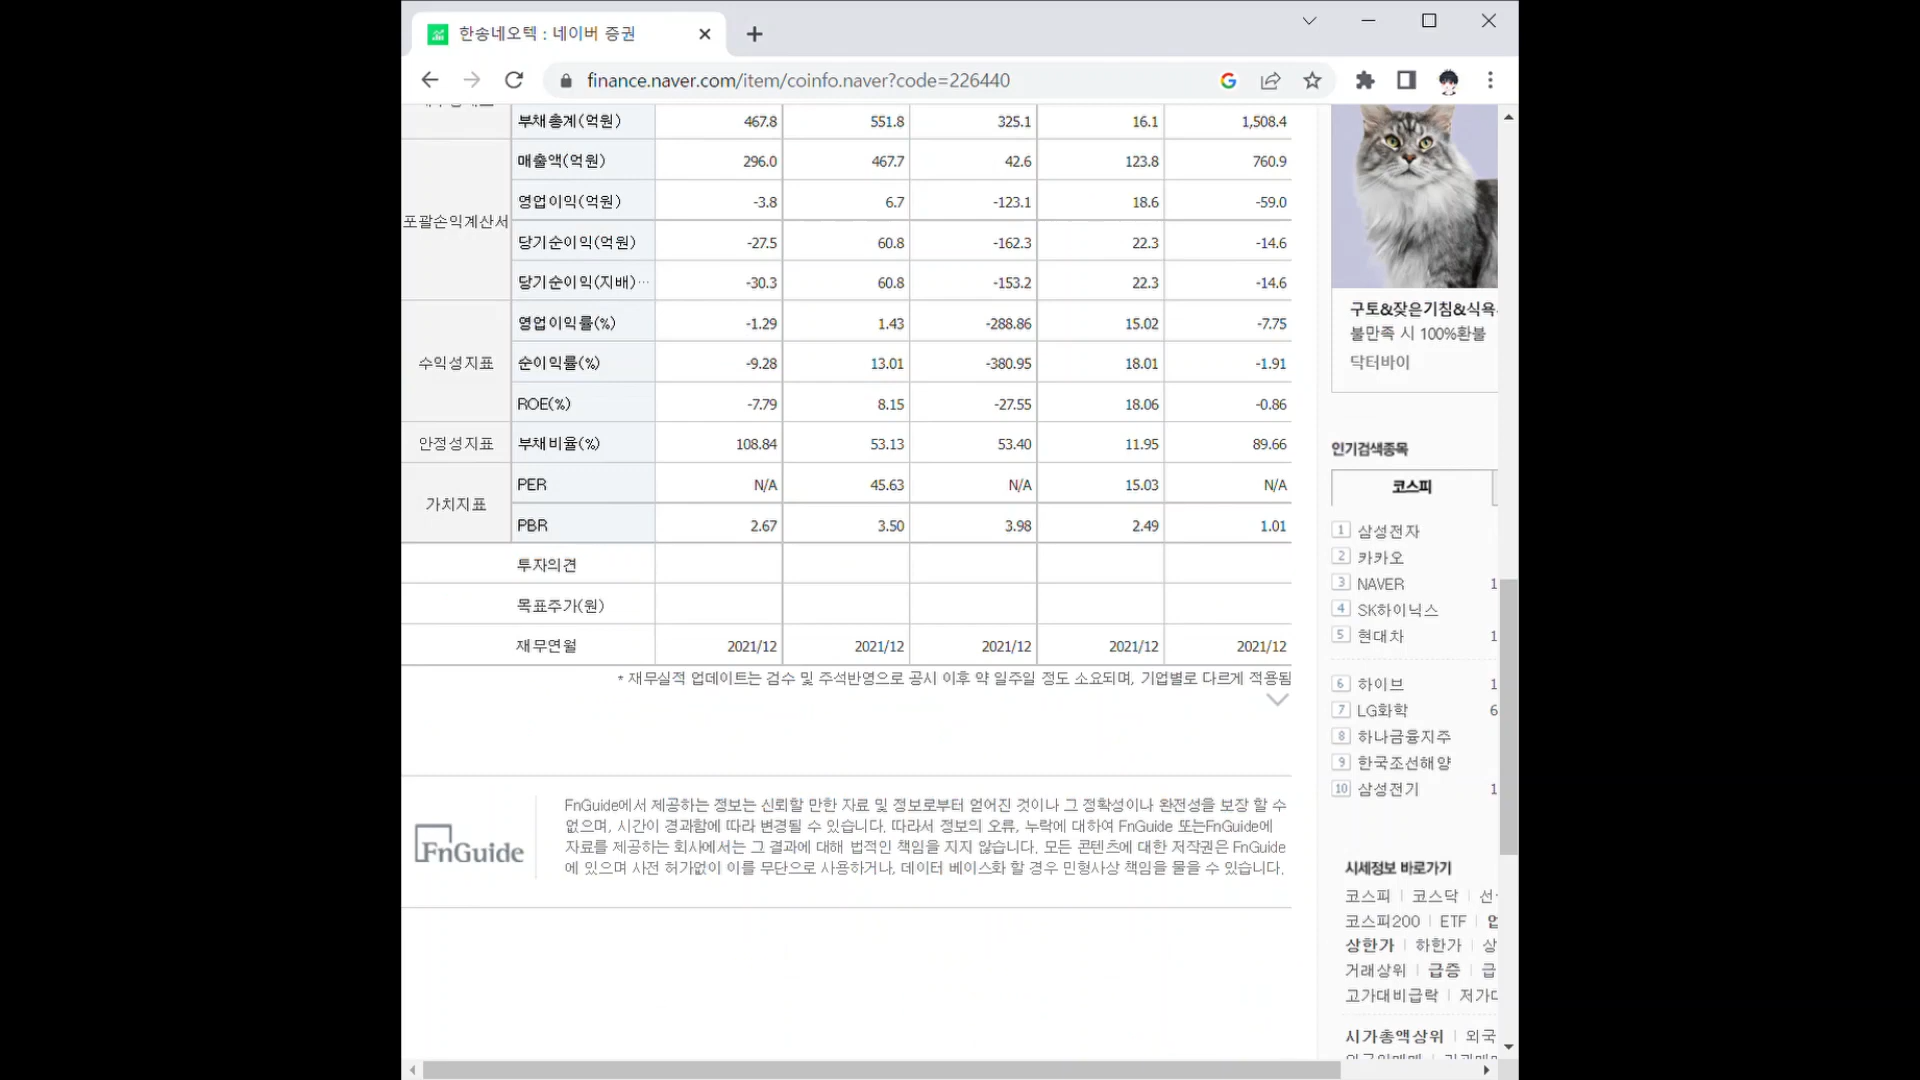 한송네오텍 : 네이버 증권
finance.naver.com/item/coinfo.naver?code=226440
부채총계(억원) 467.8 551.8 325.1 16.1 1,508.4
포괄손익계산서
매출액(억원) 296.0 467.7 42.6 123.8 760.9
영업이익(억원) -3.8 6.7 -123.1 18.6 -59.0
당기순이익(억원) -27.5 60.8 -162.3 22.3 -14.6
당기순이익(지배)… -30.3 60.8 -153.2 22.3 -14.6
수익성지표
영업이익률(%) -1.29 1.43 -288.86 15.02 -7.75
순이익률(%) -9.28 13.01 -380.95 18.01 -1.91
ROE(%) -7.79 8.15 -27.55 18.06 -0.86
안정성지표 부채비율(%) 108.84 53.13 53.40 11.95 89.66
가치지표
PER N/A 45.63 N/A 15.03 N/A
PBR 2.67 3.50 3.98 2.49 1.01
투자의견
목표주가(원)
재무연월 2021/12 2021/12 2021/12 2021/12 2021/12
* 재무실적 업데이트는 검수 및 주석반영으로 공시 이후 약 일주일 정도 소요되며, 기업별로 다르게 적용됨
FnGuide
FnGuide에서 제공하는 정보는 신뢰할 만한 자료 및 정보로부터 얻어진 것이나 그 정확성이나 완전성을 보장 할 수
없으며, 시간이 경과함에 따라 변경될 수 있습니다. 따라서 정보의 오류, 누락에 대하여 FnGuide 또는FnGuide에
자료를 제공하는 회사에서는 그 결과에 대해 법적인 책임을 지지 않습니다. 모든 콘텐츠에 대한 저작권은 FnGuide
에 있으며 사전 허가없이 이를 무단으로 사용하거나, 데이터 베이스화 할 경우 민형사상 책임을 물을 수 있습니다.
구토&잦은기침&식욕
불만족 시 100%환불
닥터바이
인기검색종목
코스피
1 삼성전자
2 카카오
3 NAVER 1
4 SK하이닉스
5 현대차 1
6 하이브 1
7 LG화학 6
8 하나금융지주
9 한국조선해양
10 삼성전기 1
시세정보 바로가기
코스피 | 코스닥 | 선
코스피200 | ETF | 업
상한가 | 하한가 | 상
거래상위 | 급증 | 급
고가대비급락 | 저가대
시가총액상위 | 외국